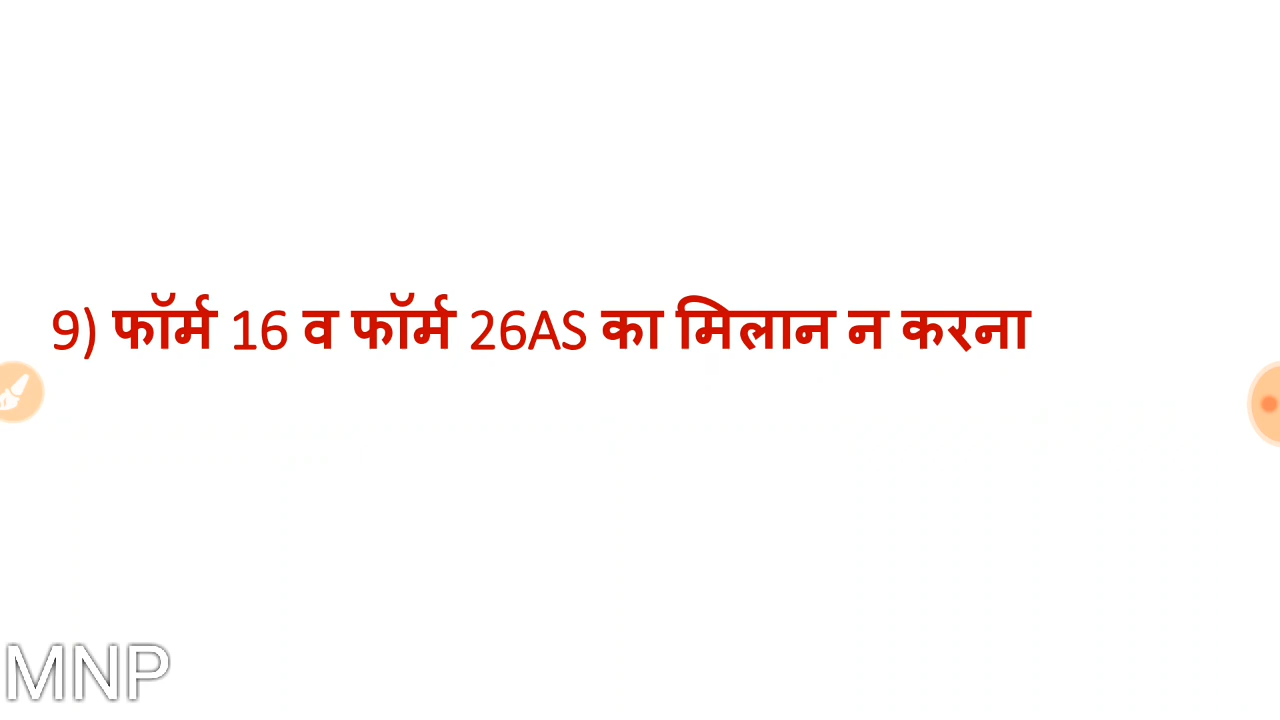 9) फॉर्म 16 व फॉर्म 26AS का मिलान न करना
MNP